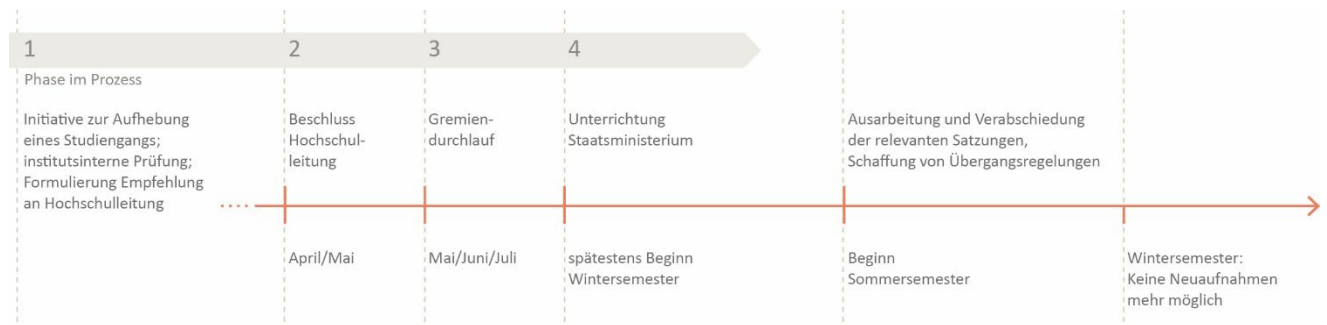 1
2
3
4
Phase im Prozess
Initiative zur Aufhebung
eines Studiengangs;
institutsinterne Prüfung;
Formulierung Empfehlung
an Hochschulleitung
Beschluss
Hochschul-
leitung
Gremien-
durchlauf
Unterrichtung
Staatsministerium
Ausarbeitung und Verabschiedung
der relevanten Satzungen,
Schaffung von Übergangsregelungen
April/Mai
Mai/Juni/Juli
spätestens Beginn
Wintersemester
Beginn
Sommersemester
Wintersemester:
Keine Neuaufnahmen
mehr möglich